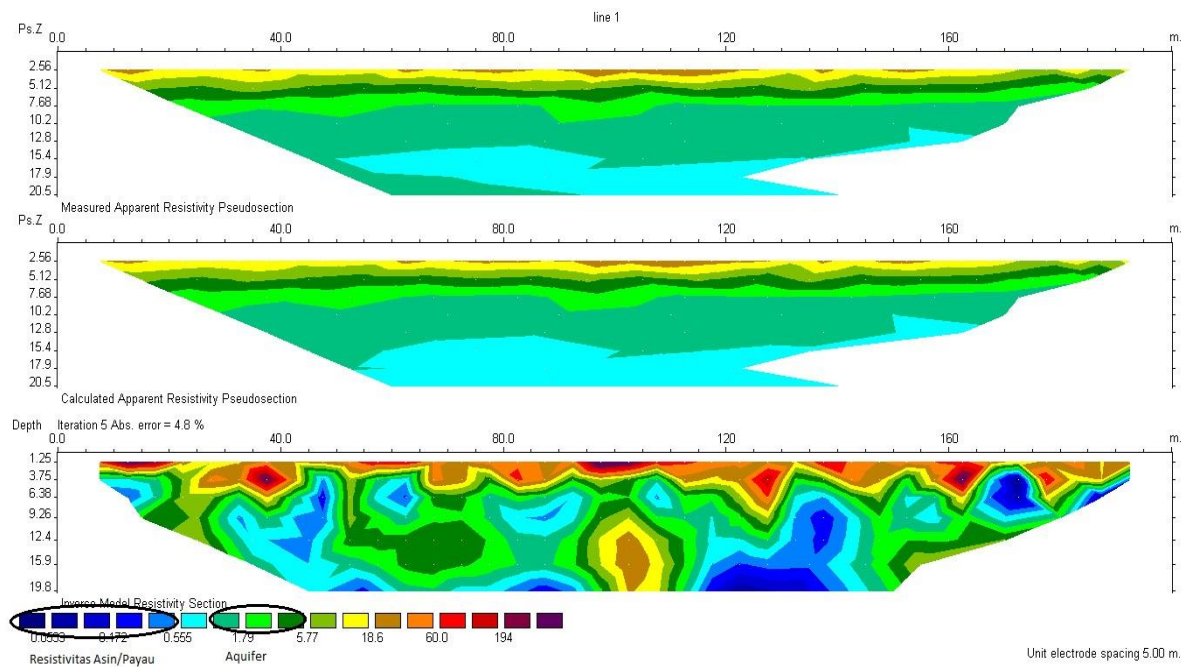 line 1
Ps.Z 0.0 40.0 80.0 120 160 m.
2.56
5.12
7.68
10.2
12.8
15.4
17.9
20.5
Measured Apparent Resistivity Pseudosection
Ps.Z 0.0 40.0 80.0 120 160 m.
2.56
5.12
7.68
10.2
12.8
15.4
17.9
20.5
Calculated Apparent Resistivity Pseudosection
Depth Iteration 5 Abs. error = 4.8 %
0.0 40.0 80.0 120 160 m.
1.25
3.75
6.38
9.26
12.4
15.9
19.8
Inverse Model Resistivity Section
0.172 0.555 1.79 5.77 18.6 60.0 194
Resistivitas Asin/Payau Aquifer
Unit electrode spacing 5.00 m.